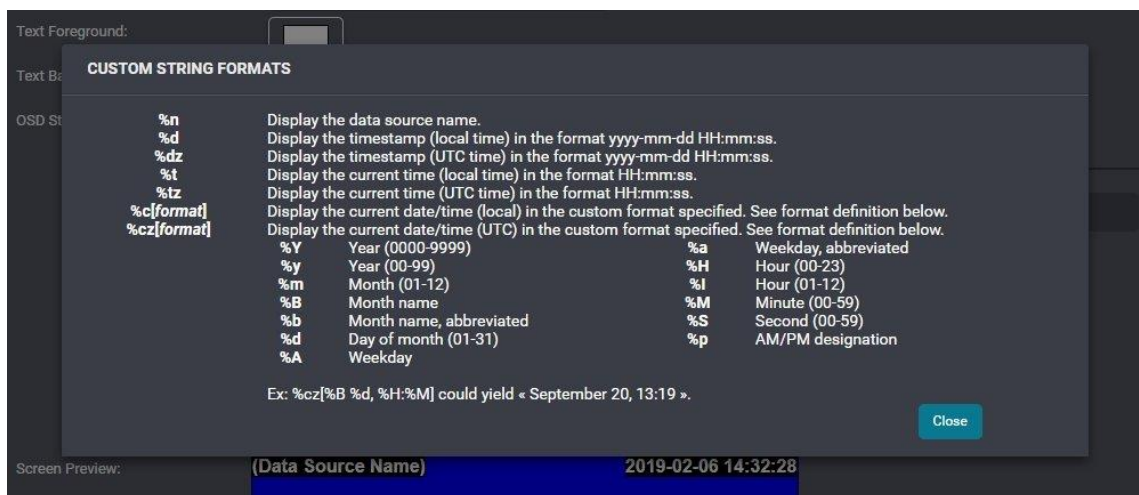 Text Foreground:
CUSTOM STRING FORMATS
Text Ba
OSD St
%n Display the data source name.
%d Display the timestamp (local time) in the format yyyy-mm-dd HH:mm:ss.
%dz Display the timestamp (UTC time) in the format yyyy-mm-dd HH:mm:ss.
%t Display the current time (local time) in the format HH:mm:ss.
%tz Display the current time (UTC time) in the format HH:mm:ss.
%c[format] Display the current date/time (local) in the custom format specified. See format definition below.
%cz[format] Display the current date/time (UTC) in the custom format specified. See format definition below.
%Y Year (0000-9999) %a Weekday, abbreviated
%y Year (00-99) %H Hour (00-23)
%m Month (01-12) %I Hour (01-12)
%B Month name %M Minute (00-59)
%b Month name, abbreviated %S Second (00-59)
%d Day of month (01-31) %p AM/PM designation
%A Weekday
Ex: %cz[%B %d, %H:%M] could yield « September 20, 13:19 ».
Close
Screen Preview: (Data Source Name) 2019-02-06 14:32:28